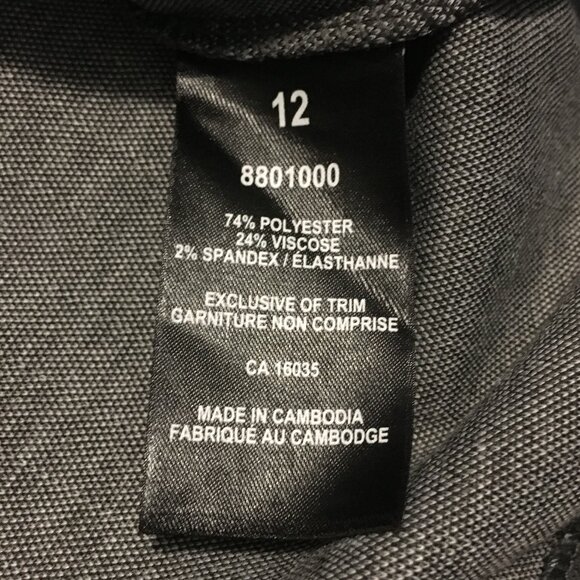 12
8801000
74% POLYESTER
24% VISCOSE
2% SPANDEX / ÉLASTHANNE
EXCLUSIVE OF TRIM
GARNITURE NON COMPRISE
CA 16035
MADE IN CAMBODIA
FABRIQUÉ AU CAMBODGE